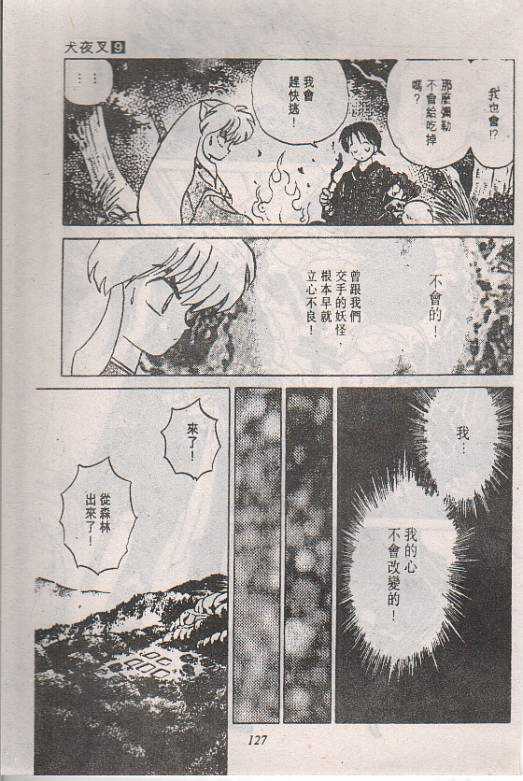 犬夜叉 9
我也會!?
那麼彌勒
不會給吃掉
嗎?
我會
趕快逃!
……
不會的!
曾跟我們
交手的妖怪,
根本早就
立心不良!
我…
我的心
不會改變的!
來了!
從森林
出來了!
127